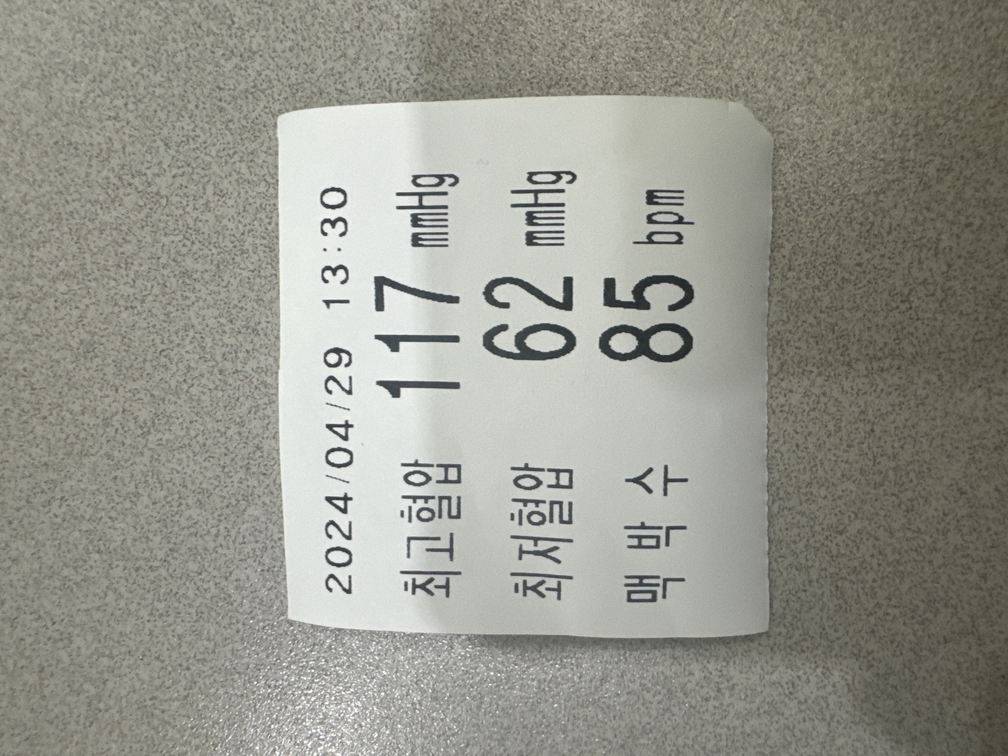 2024/04/29 13:30
최고혈압 117 mmHg
최저혈압 62 mmHg
맥 박 수 85 bpm